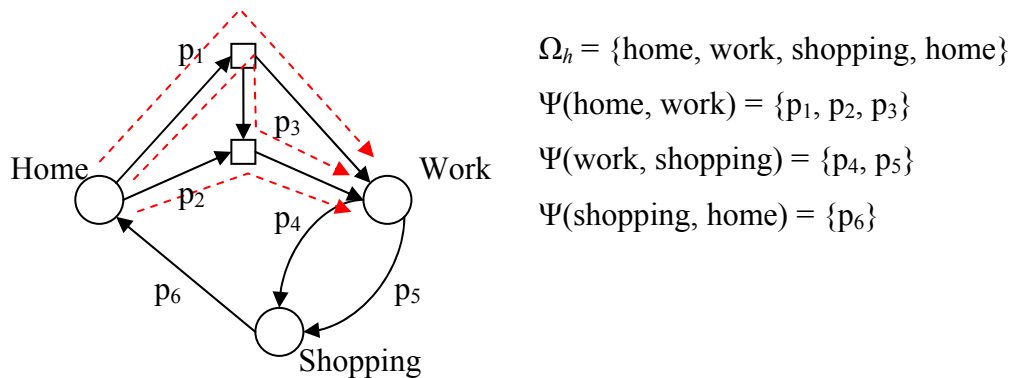 p₁
p₃
Home
Work
p₂
p₄
p₆
p₅
Shopping
Ωₕ = {home, work, shopping, home}
Ψ(home, work) = {p₁, p₂, p₃}
Ψ(work, shopping) = {p₄, p₅}
Ψ(shopping, home) = {p₆}